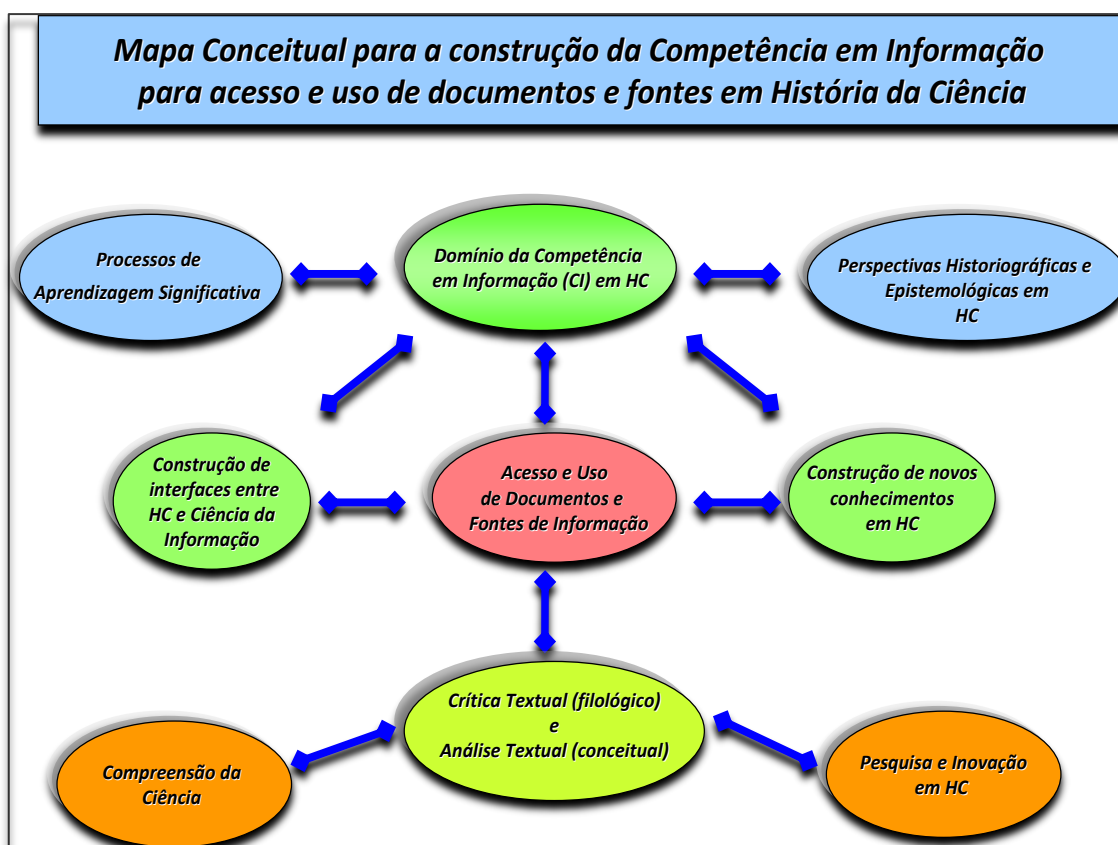 Mapa Conceitual para a construção da Competência em Informação
para acesso e uso de documentos e fontes em História da Ciência
Processos de
Aprendizagem Significativa
Domínio da Competência
em Informação (CI) em HC
Perspectivas Historiográficas e
Epistemológicas em
HC
Construção de
interfaces entre
HC e Ciência da
Informação
Acesso e Uso
de Documentos e
Fontes de Informação
Construção de novos
conhecimentos
em HC
Crítica Textual (filológico)
e
Análise Textual (conceitual)
Compreensão da
Ciência
Pesquisa e Inovação
em HC